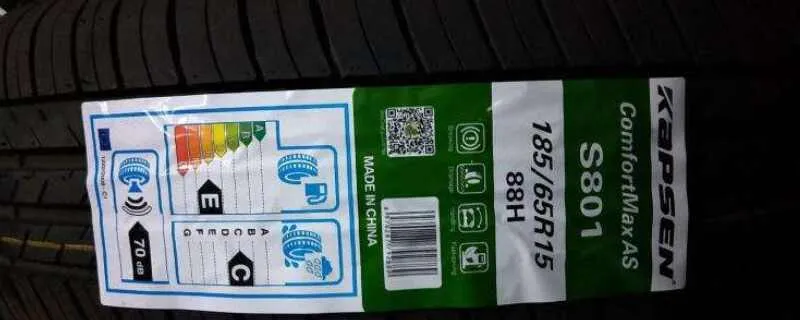 KAPSEN
ComfortMax AS
S801
185/65R15
88H
MADE IN CHINA
A
E
A
B
C
D
E
F
G
C
70 dB